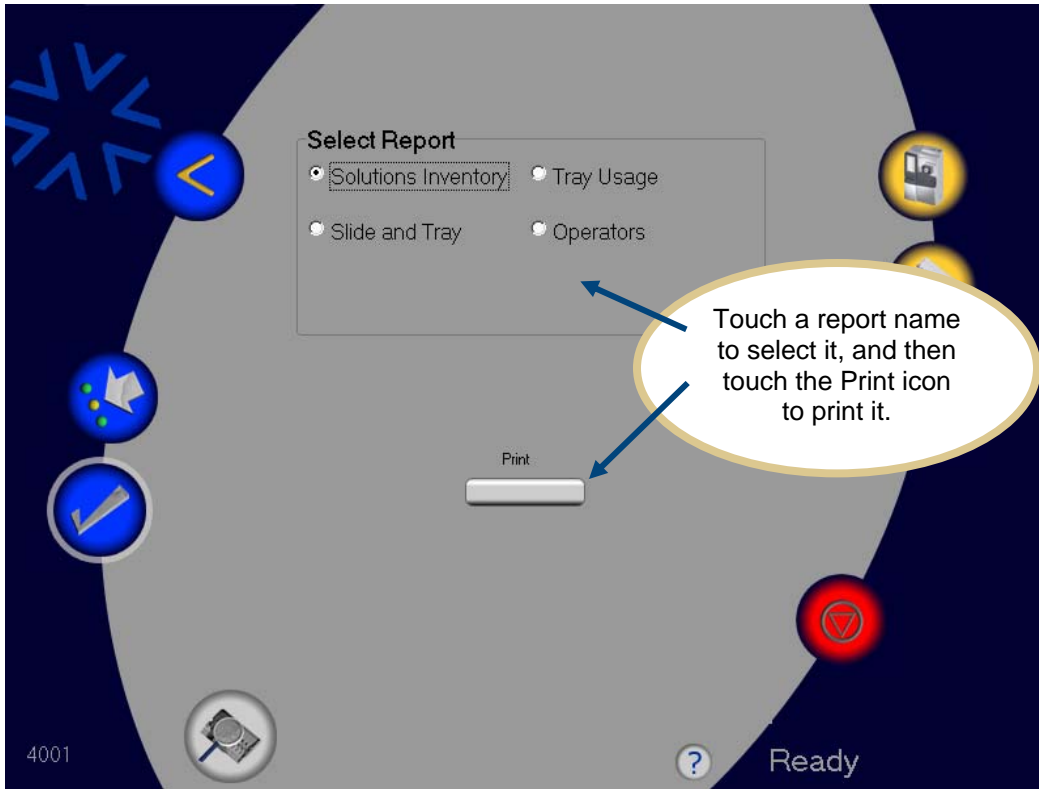 Select Report
Solutions Inventory Tray Usage
Slide and Tray Operators
Touch a report name
to select it, and then
touch the Print icon
to print it.
Print
4001
? Ready